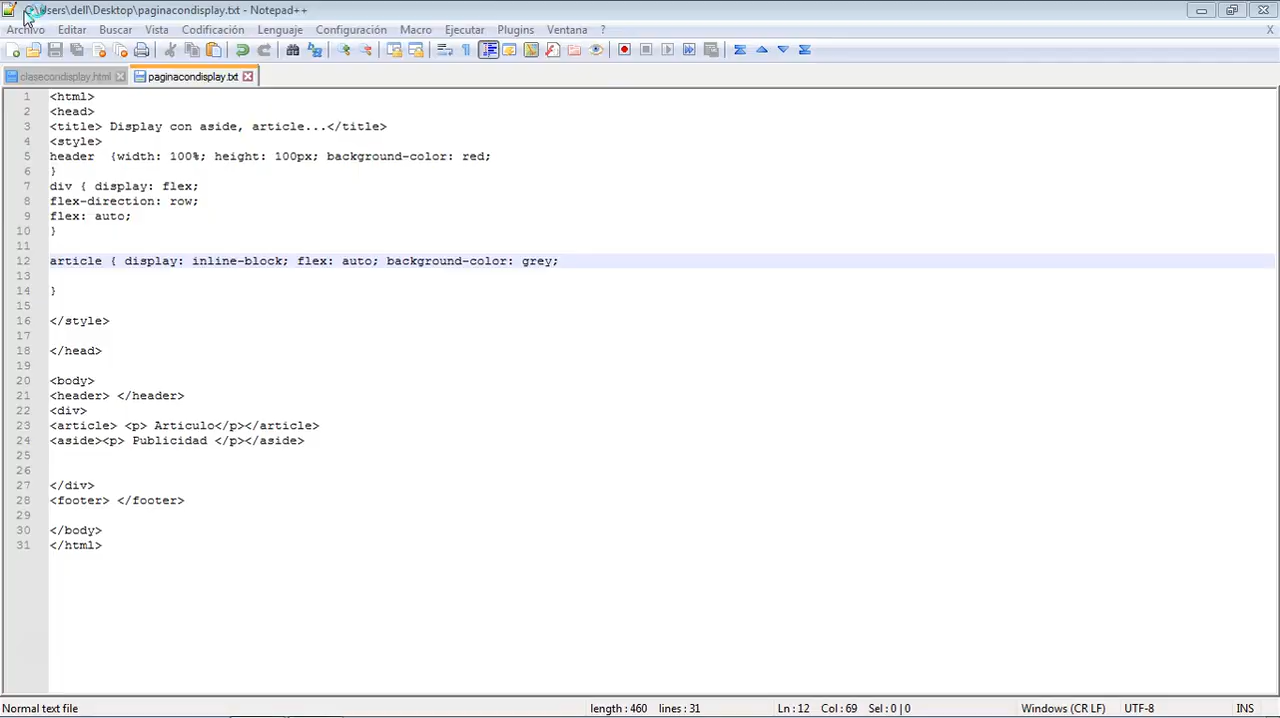 C:\Users\dell\Desktop\paginacondisplay.txt - Notepad++
Archivo Editar Buscar Vista Codificación Lenguaje Configuración Macro Ejecutar Plugins Ventana ? X
clasecondisplay.html paginacondisplay.txt
1 <html>
2 <head>
3 <title> Display con aside, article...</title>
4 <style>
5 header {width: 100%; height: 100px; background-color: red;
6 }
7 div { display: flex;
8 flex-direction: row;
9 flex: auto;
10 }
11
12 article { display: inline-block; flex: auto; background-color: grey;
13
14 }
15
16 </style>
17
18 </head>
19
20 <body>
21 <header> </header>
22 <div>
23 <article> <p> Articulo</p></article>
24 <aside><p> Publicidad </p></aside>
25
26
27 </div>
28 <footer> </footer>
29
30 </body>
31 </html>
Normal text file length : 460 lines : 31 Ln : 12 Col : 69 Sel : 0 | 0 Windows (CR LF) UTF-8 INS